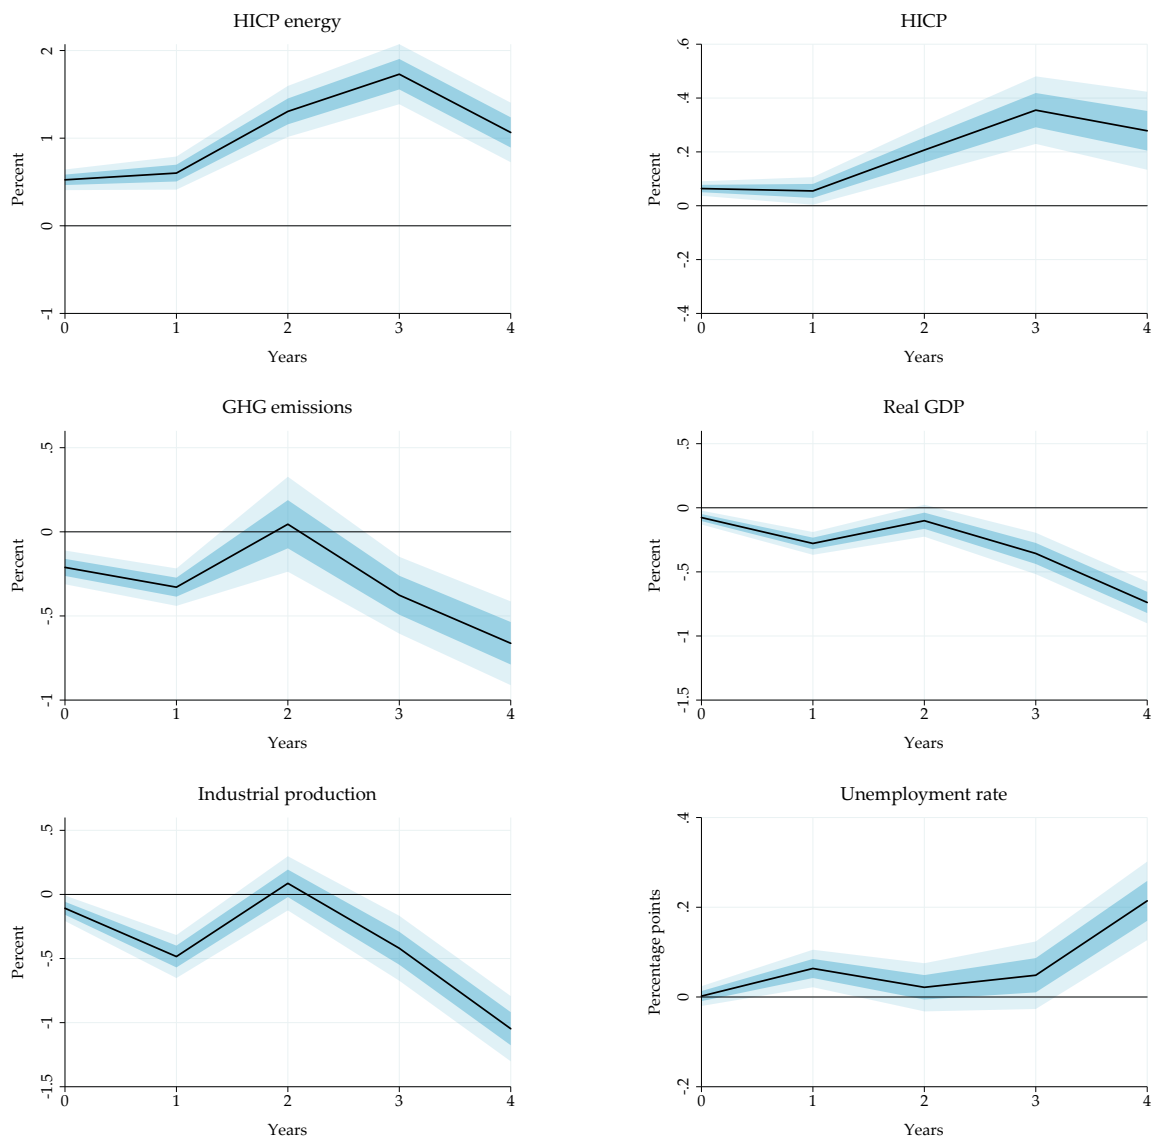 HICP energy
Percent
2
1
0
-1
0 1 2 3 4
Years
HICP
Percent
.6
.4
.2
0
-.2
-.4
0 1 2 3 4
Years
GHG emissions
Percent
.5
0
-.5
-1
0 1 2 3 4
Years
Real GDP
Percent
.5
0
-.5
-1
-1.5
0 1 2 3 4
Years
Industrial production
Percent
.5
0
-.5
-1
-1.5
0 1 2 3 4
Years
Unemployment rate
Percentage points
.4
.2
0
-.2
0 1 2 3 4
Years